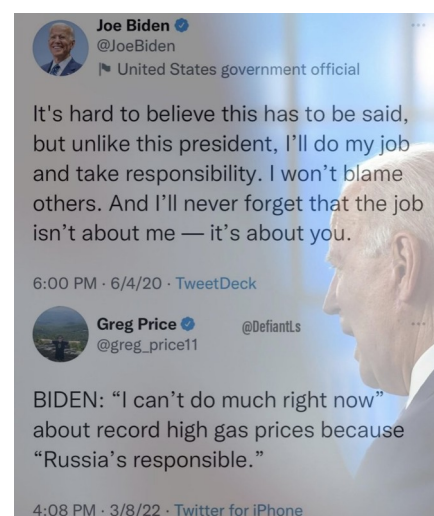 Joe Biden
@JoeBiden
United States government official
It's hard to believe this has to be said,
but unlike this president, I'll do my job
and take responsibility. I won't blame
others. And I'll never forget that the job
isn't about me — it's about you.
6:00 PM · 6/4/20 · TweetDeck
Greg Price @DefiantLs
@greg_price11
BIDEN: “I can't do much right now”
about record high gas prices because
“Russia's responsible.”
4:08 PM · 3/8/22 · Twitter for iPhone